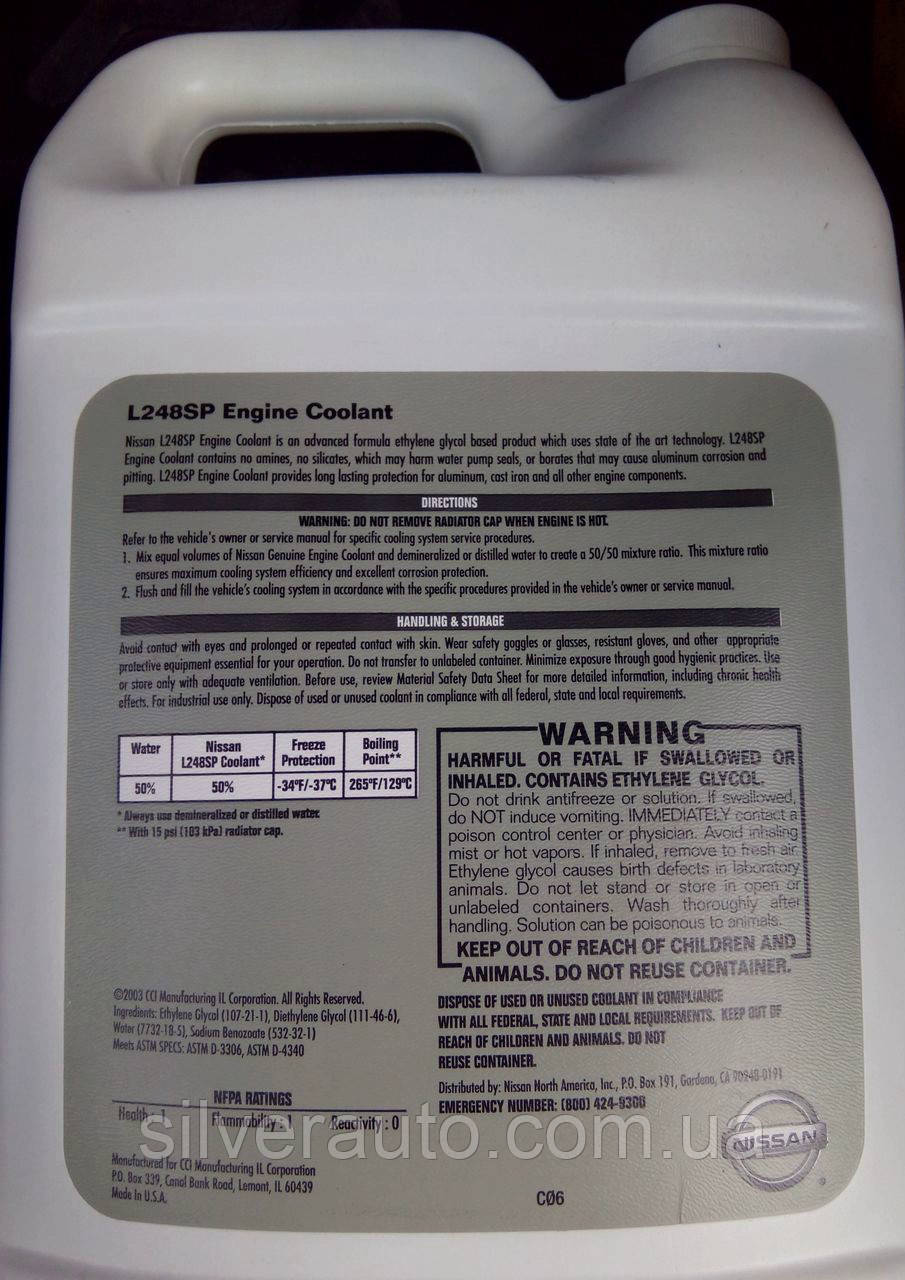 L248SP Engine Coolant
Nissan L248SP Engine Coolant is an advanced formula ethylene glycol based product which uses state of the art technology. L248SP
Engine Coolant contains no amines, no silicates, which may harm water pump seals, or borates that may cause aluminum corrosion and
pitting. L248SP Engine Coolant provides long lasting protection for aluminum, cast iron and all other engine components.
DIRECTIONS
WARNING: DO NOT REMOVE RADIATOR CAP WHEN ENGINE IS HOT.
Refer to the vehicle's owner or service manual for specific cooling system service procedures.
1. Mix equal volumes of Nissan Genuine Engine Coolant and demineralized or distilled water to create a 50/50 mixture ratio. This mixture ratio
ensures maximum cooling system efficiency and excellent corrosion protection.
2. Flush and fill the vehicle's cooling system in accordance with the specific procedures provided in the vehicle's owner or service manual.
HANDLING & STORAGE
Avoid contact with eyes and prolonged or repeated contact with skin. Wear safety goggles or glasses, resistant gloves, and other appropriate
protective equipment essential for your operation. Do not transfer to unlabeled container. Minimize exposure through good hygienic practices. Use
or store only with adequate ventilation. Before use, review Material Safety Data Sheet for more detailed information, including chronic health
effects. For industrial use only. Dispose of used or unused coolant in compliance with all federal, state and local requirements.
Water Nissan L248SP Coolant* Freeze Protection Boiling Point**
50% 50% -34°F/-37°C 265°F/129°C
* Always use demineralized or distilled water.
** With 15 psi (103 kPa) radiator cap.
WARNING
HARMFUL OR FATAL IF SWALLOWED OR
INHALED. CONTAINS ETHYLENE GLYCOL.
Do not drink antifreeze or solution. If swallowed,
do NOT induce vomiting. IMMEDIATELY contact a
poison control center or physician. Avoid inhaling
mist or hot vapors. If inhaled, remove to fresh air.
Ethylene glycol causes birth defects in laboratory
animals. Do not let stand or store in open or
unlabeled containers. Wash thoroughly after
handling. Solution can be poisonous to animals.
KEEP OUT OF REACH OF CHILDREN AND
ANIMALS. DO NOT REUSE CONTAINER.
©2003 CCI Manufacturing IL Corporation. All Rights Reserved.
Ingredients: Ethylene Glycol (107-21-1), Diethylene Glycol (111-46-6),
Water (7732-18-5), Sodium Benzoate (532-32-1)
Meets ASTM SPECS: ASTM D-3306, ASTM D-4340
DISPOSE OF USED OR UNUSED COOLANT IN COMPLIANCE
WITH ALL FEDERAL, STATE AND LOCAL REQUIREMENTS. KEEP OUT OF
REACH OF CHILDREN AND ANIMALS. DO NOT
REUSE CONTAINER.
Distributed by: Nissan North America, Inc., P.O. Box 191, Gardena, CA 90248-0191
EMERGENCY NUMBER: (800) 424-9300
NFPA RATINGS
Health : Flammability : 1 Reactivity : 0
silverauto.com.ua
NISSAN
Manufactured for CCI Manufacturing IL Corporation
P.O. Box 339, Canal Bank Road, Lemont, IL 60439
Made in U.S.A.
CØ6